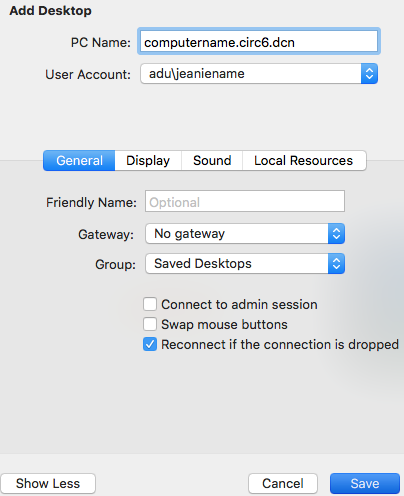 Add Desktop
PC Name: computername.circ6.dcn
User Account: adu\jeaniename
General Display Sound Local Resources
Friendly Name: Optional
Gateway: No gateway
Group: Saved Desktops
Connect to admin session
Swap mouse buttons
Reconnect if the connection is dropped
Show Less Cancel Save